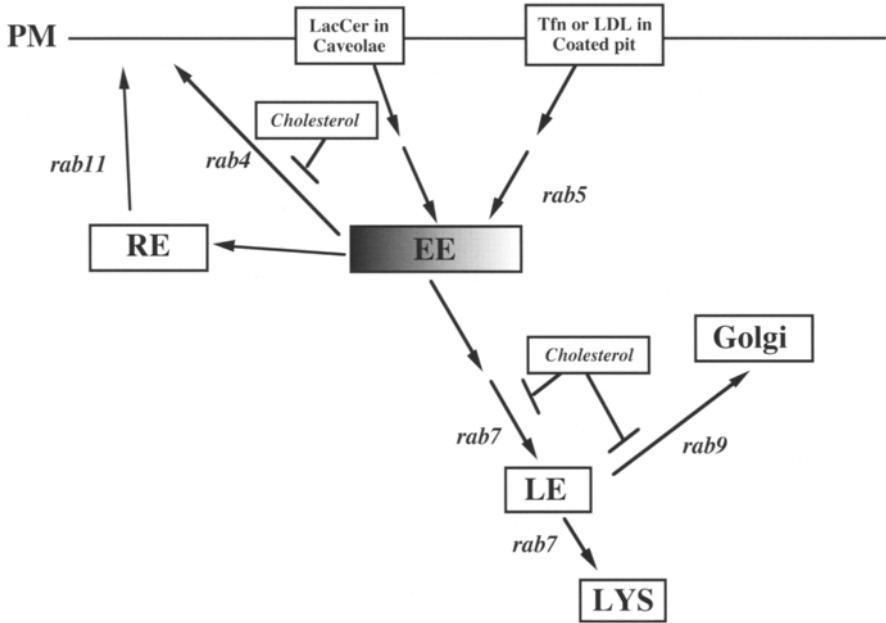 PM
LacCer in
Caveolae
Tfn or LDL in
Coated pit
Cholesterol
rab11
rab4
rab5
RE
EE
Cholesterol
Golgi
rab7
rab9
LE
rab7
LYS